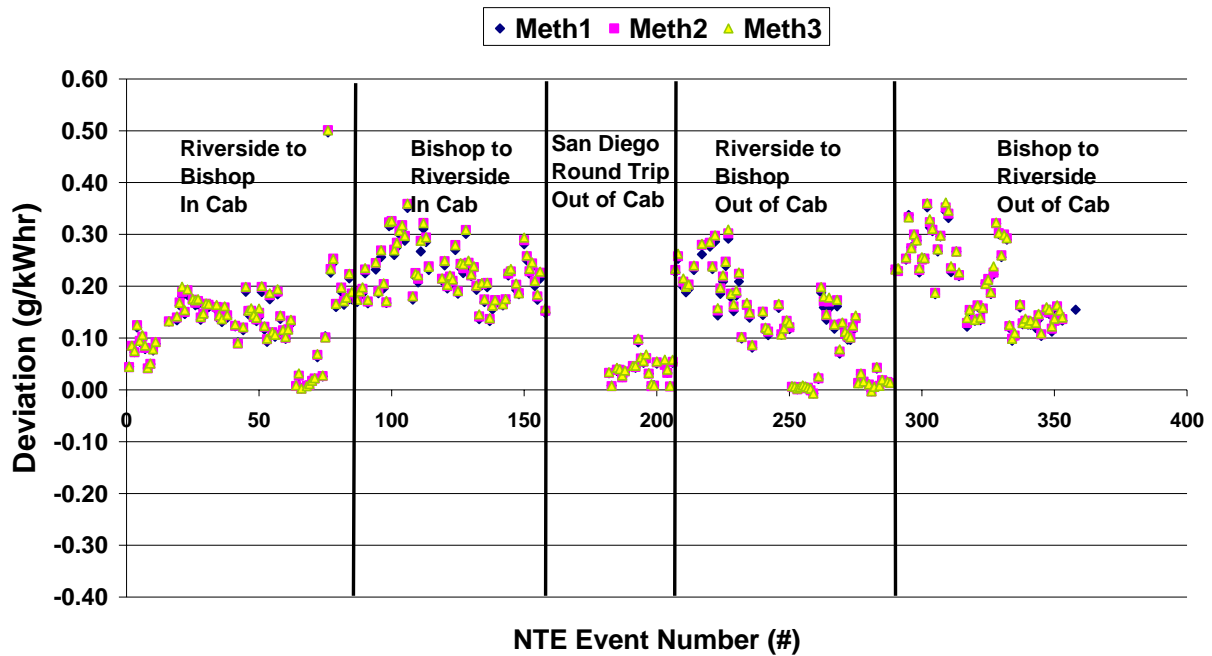 Meth1 Meth2 Meth3
Deviation (g/kWhr)
0.60
0.50
0.40
0.30
0.20
0.10
0.00
-0.10
-0.20
-0.30
-0.40
Riverside to
Bishop
In Cab
Bishop to
Riverside
In Cab
San Diego
Round Trip
Out of Cab
Riverside to
Bishop
Out of Cab
Bishop to
Riverside
Out of Cab
0 50 100 150 200 250 300 350 400
NTE Event Number (#)